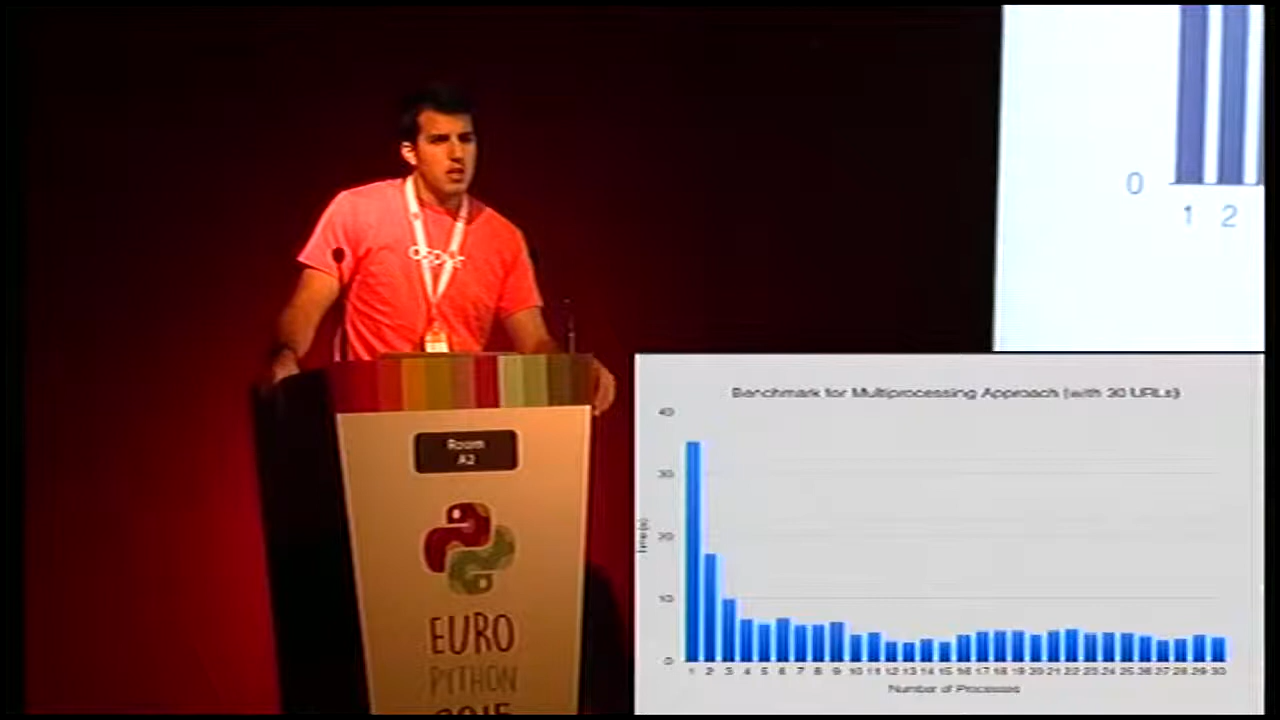 0
1 2
Benchmark for Multiprocessing Approach (with 30 URLs)
40
30
20
10
0
Time(s)
1 2 3 4 5 6 7 8 9 10 11 12 13 14 15 16 17 18 19 20 21 22 23 24 25 26 27 28 29 30
Number of Processes
Room
A2
EURO
PYTHON
2015